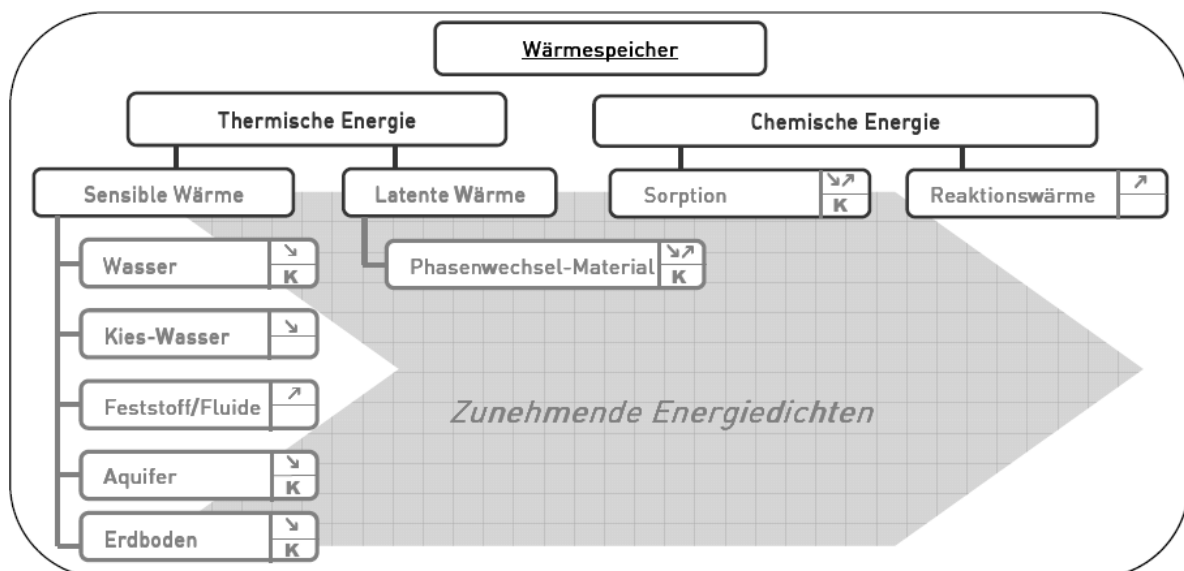 Wärmespeicher
Thermische Energie
Chemische Energie
Sensible Wärme
Latente Wärme
Sorption
↘↗
K
Reaktionswärme
↗
Wasser
↘
K
Phasenwechsel-Material
↘↗
K
Kies-Wasser
↘
Feststoff/Fluide
↗
Zunehmende Energiedichten
Aquifer
↘
K
Erdboden
↘
K